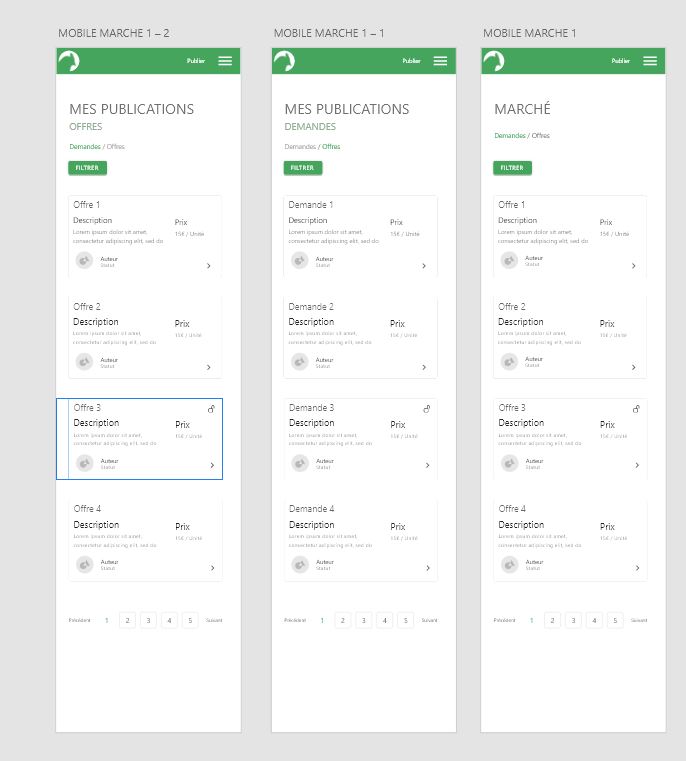 MOBILE MARCHE 1 – 2
Publier
MES PUBLICATIONS
OFFRES
Demandes / Offres
FILTRER
Offre 1
Description
Prix
Lorem ipsum dolor sit amet,
15€ / Unité
consectetur adipiscing elit, sed do
Auteur
Statut
Offre 2
Description
Prix
Lorem ipsum dolor sit amet,
15€ / Unité
consectetur adipiscing elit, sed do
Auteur
Statut
Offre 3
Description
Prix
Lorem ipsum dolor sit amet,
15€ / Unité
consectetur adipiscing elit, sed do
Auteur
Statut
Offre 4
Description
Prix
Lorem ipsum dolor sit amet,
15€ / Unité
consectetur adipiscing elit, sed do
Auteur
Statut
Précédent 1 2 3 4 5 Suivant
MOBILE MARCHE 1 – 1
Publier
MES PUBLICATIONS
DEMANDES
Demandes / Offres
FILTRER
Demande 1
Description
Prix
Lorem ipsum dolor sit amet,
15€ / Unité
consectetur adipiscing elit, sed do
Auteur
Statut
Demande 2
Description
Prix
Lorem ipsum dolor sit amet,
15€ / Unité
consectetur adipiscing elit, sed do
Auteur
Statut
Demande 3
Description
Prix
Lorem ipsum dolor sit amet,
15€ / Unité
consectetur adipiscing elit, sed do
Auteur
Statut
Demande 4
Description
Prix
Lorem ipsum dolor sit amet,
15€ / Unité
consectetur adipiscing elit, sed do
Auteur
Statut
Précédent 1 2 3 4 5 Suivant
MOBILE MARCHE 1
Publier
MARCHÉ
Demandes / Offres
FILTRER
Offre 1
Description
Prix
Lorem ipsum dolor sit amet,
15€ / Unité
consectetur adipiscing elit, sed do
Auteur
Statut
Offre 2
Description
Prix
Lorem ipsum dolor sit amet,
15€ / Unité
consectetur adipiscing elit, sed do
Auteur
Statut
Offre 3
Description
Prix
Lorem ipsum dolor sit amet,
15€ / Unité
consectetur adipiscing elit, sed do
Auteur
Statut
Offre 4
Description
Prix
Lorem ipsum dolor sit amet,
15€ / Unité
consectetur adipiscing elit, sed do
Auteur
Statut
Précédent 1 2 3 4 5 Suivant